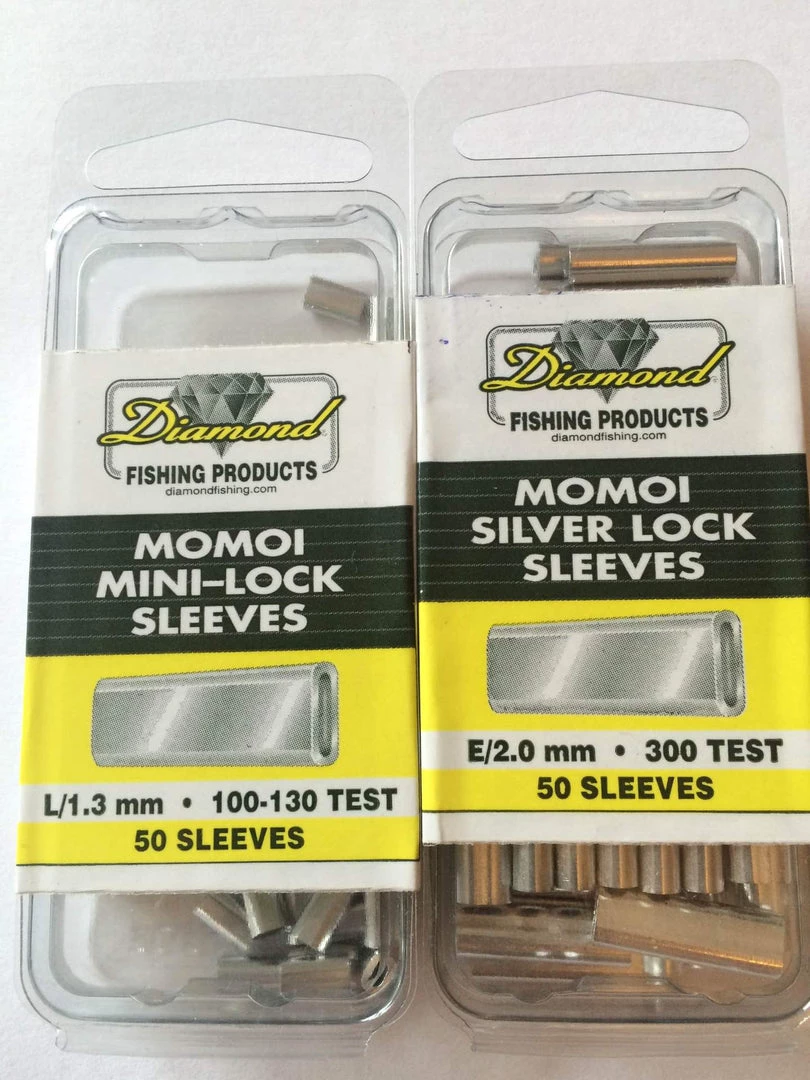 Diamond
FISHING PRODUCTS
diamondfishing.com
MOMOI
MINI–LOCK
SLEEVES
L/1.3 mm • 100-130 TEST
50 SLEEVES
Diamond
FISHING PRODUCTS
diamondfishing.com
MOMOI
SILVER LOCK
SLEEVES
E/2.0 mm • 300 TEST
50 SLEEVES